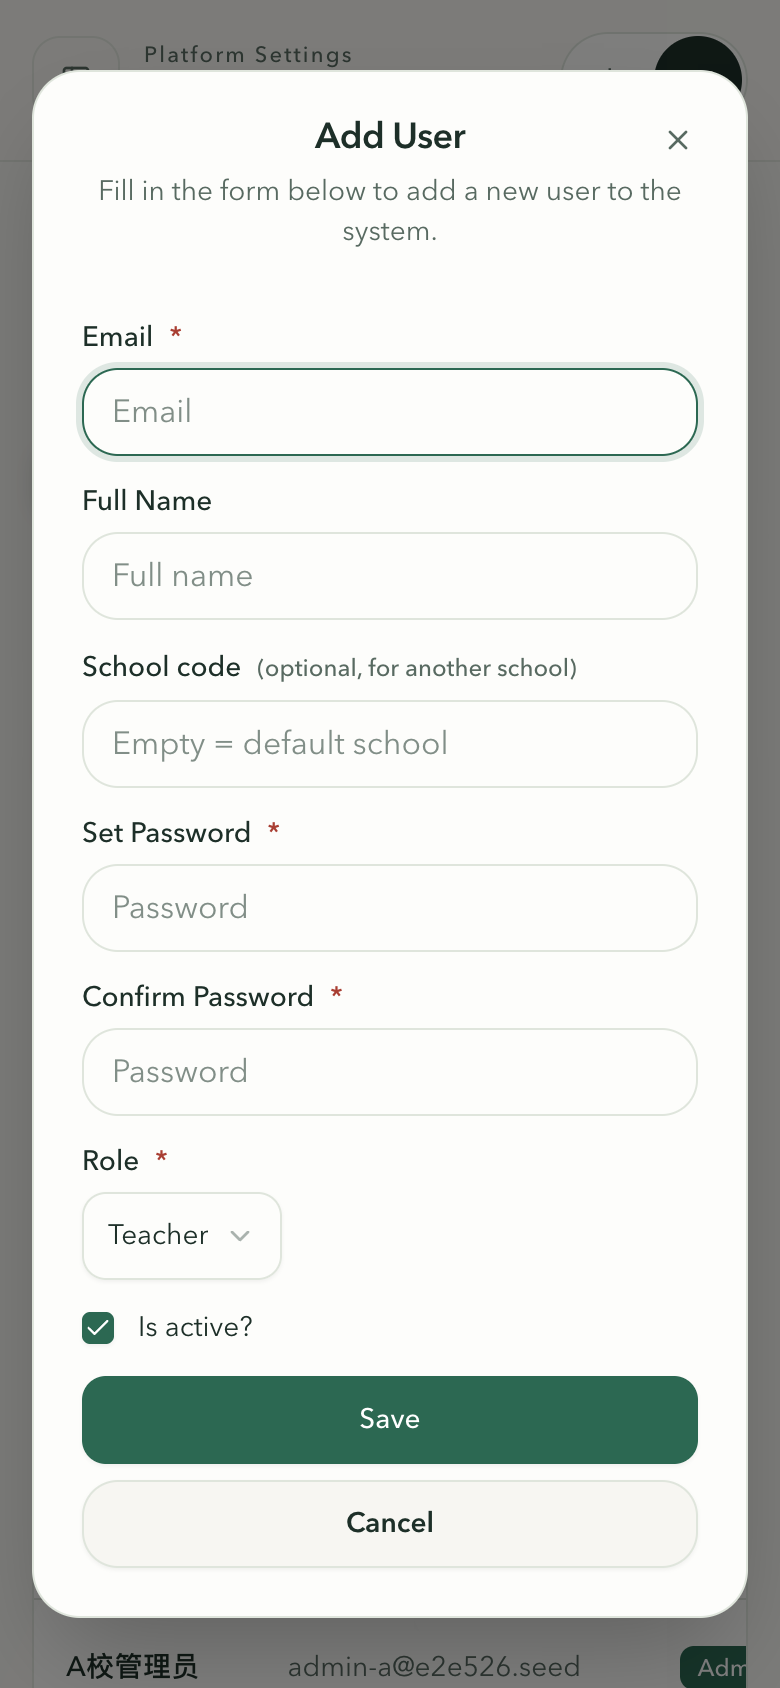 Platform Settings
Add User
Fill in the form below to add a new user to the
system.
Email *
Email
Full Name
Full name
School code (optional, for another school)
Empty = default school
Set Password *
Password
Confirm Password *
Password
Role *
Teacher
Is active?
Save
Cancel
A校管理员 admin-a@e2e526.seed Adm